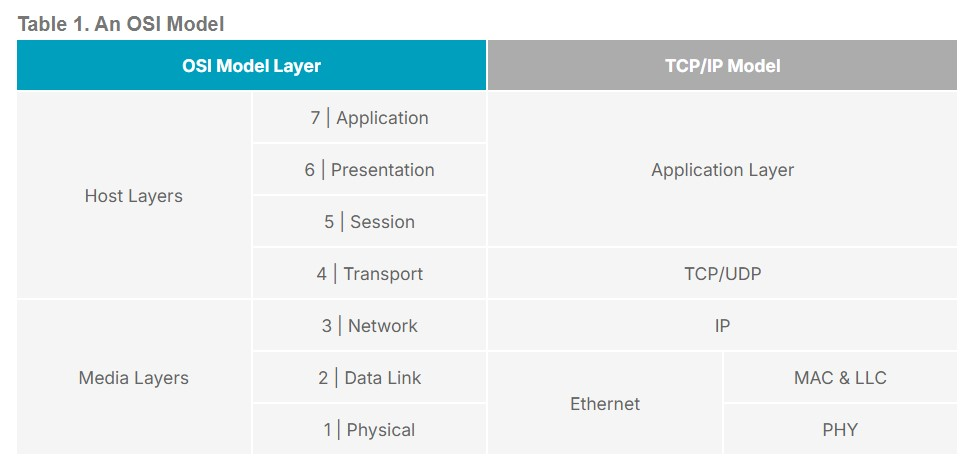 Table 1. An OSI Model
OSI Model Layer
TCP/IP Model
Host Layers
7 | Application
6 | Presentation
5 | Session
4 | Transport
Application Layer
TCP/UDP
Media Layers
3 | Network
2 | Data Link
1 | Physical
IP
Ethernet
MAC & LLC
PHY